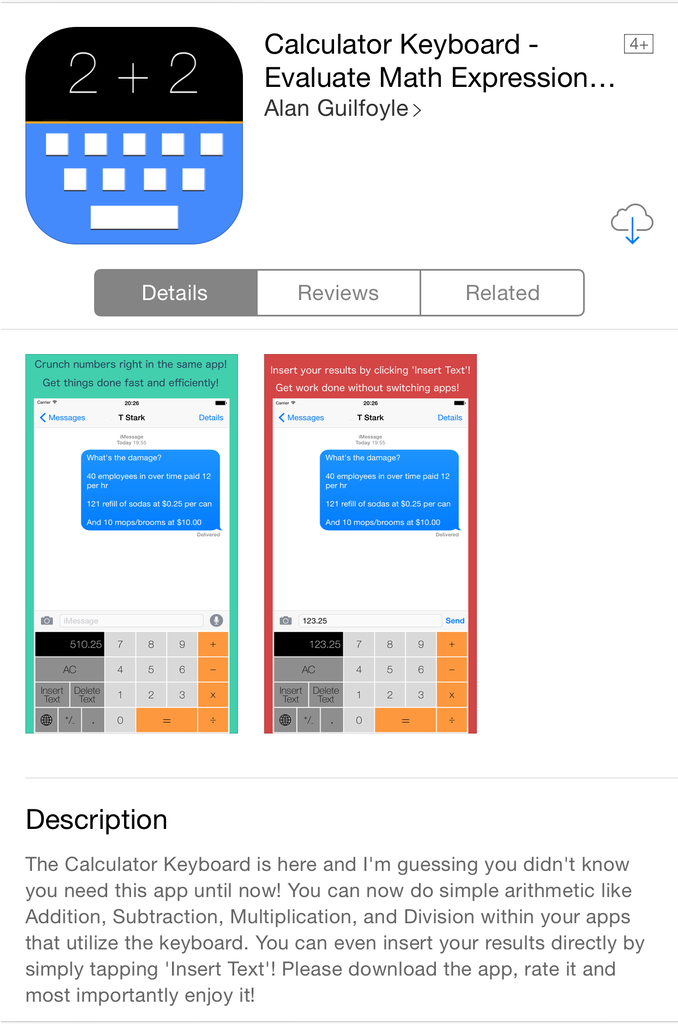 2 + 2
Calculator Keyboard -
Evaluate Math Expression...
Alan Guilfoyle >
4+
Details
Reviews
Related
Crunch numbers right in the same app!
Get things done fast and efficiently!
Carrier
20:26
Messages
T Stark
Details
iMessage
Today 19:55
What's the damage?
40 employees in over time paid 12
per hr
121 refill of sodas at $0.25 per can
And 10 mops/brooms at $10.00
Delivered
iMessage
510.25 7 8 9 +
AC 4 5 6 −
Insert Text Delete Text 1 2 3 x
+/- . 0 = ÷
Insert your results by clicking 'Insert Text'!
Get work done without switching apps!
Carrier
20:26
Messages
T Stark
Details
iMessage
Today 19:55
What's the damage?
40 employees in over time paid 12
per hr
121 refill of sodas at $0.25 per can
And 10 mops/brooms at $10.00
Delivered
123.25
Send
123.25 7 8 9 +
AC 4 5 6 −
Insert Text Delete Text 1 2 3 x
+/- . 0 = ÷
Description
The Calculator Keyboard is here and I'm guessing you didn't know
you need this app until now! You can now do simple arithmetic like
Addition, Subtraction, Multiplication, and Division within your apps
that utilize the keyboard. You can even insert your results directly by
simply tapping 'Insert Text'! Please download the app, rate it and
most importantly enjoy it!